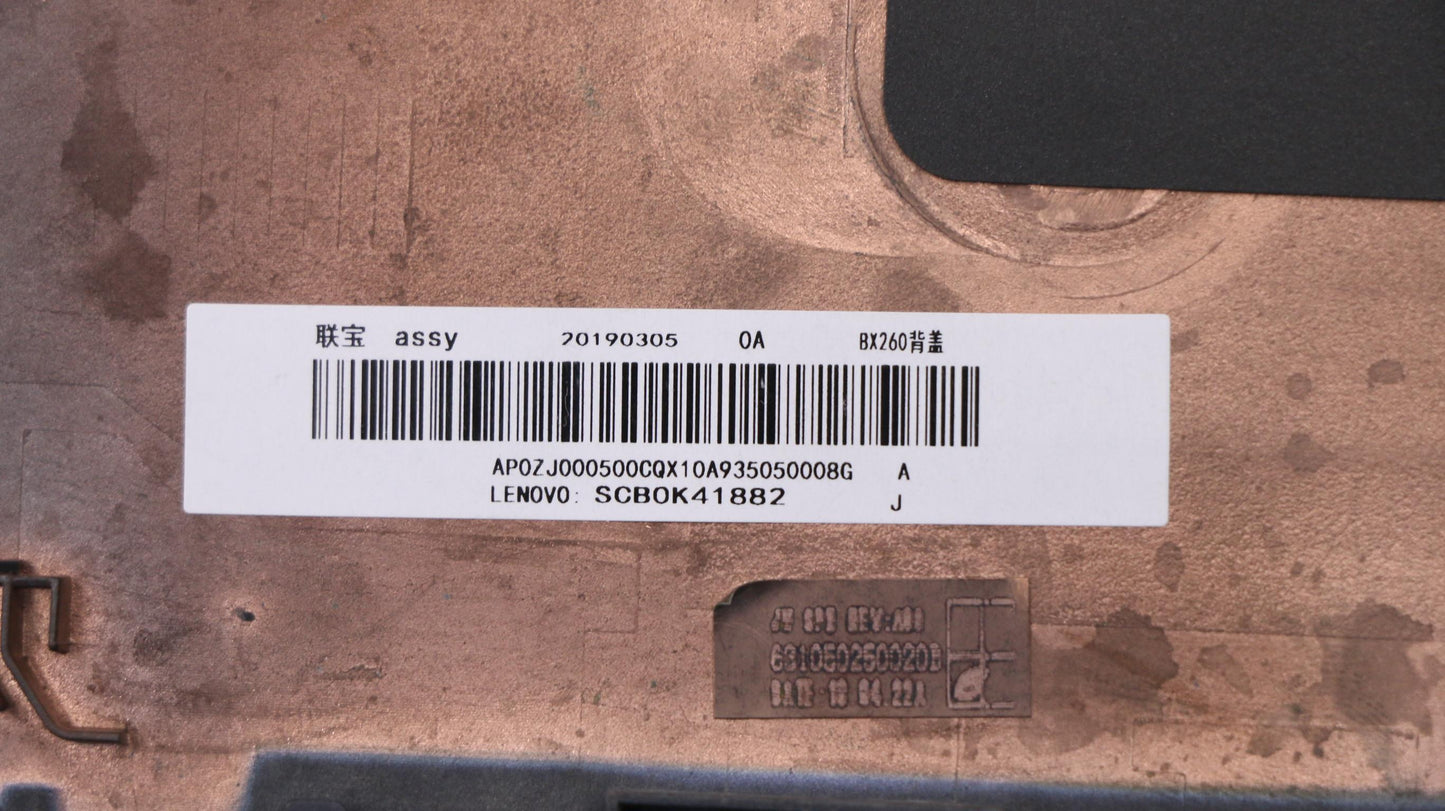 联宝 assy 20190305 0A BX260背盖
AP0ZJ000500CQX10A935050008G A
LENOVO: SCB0K41882 J